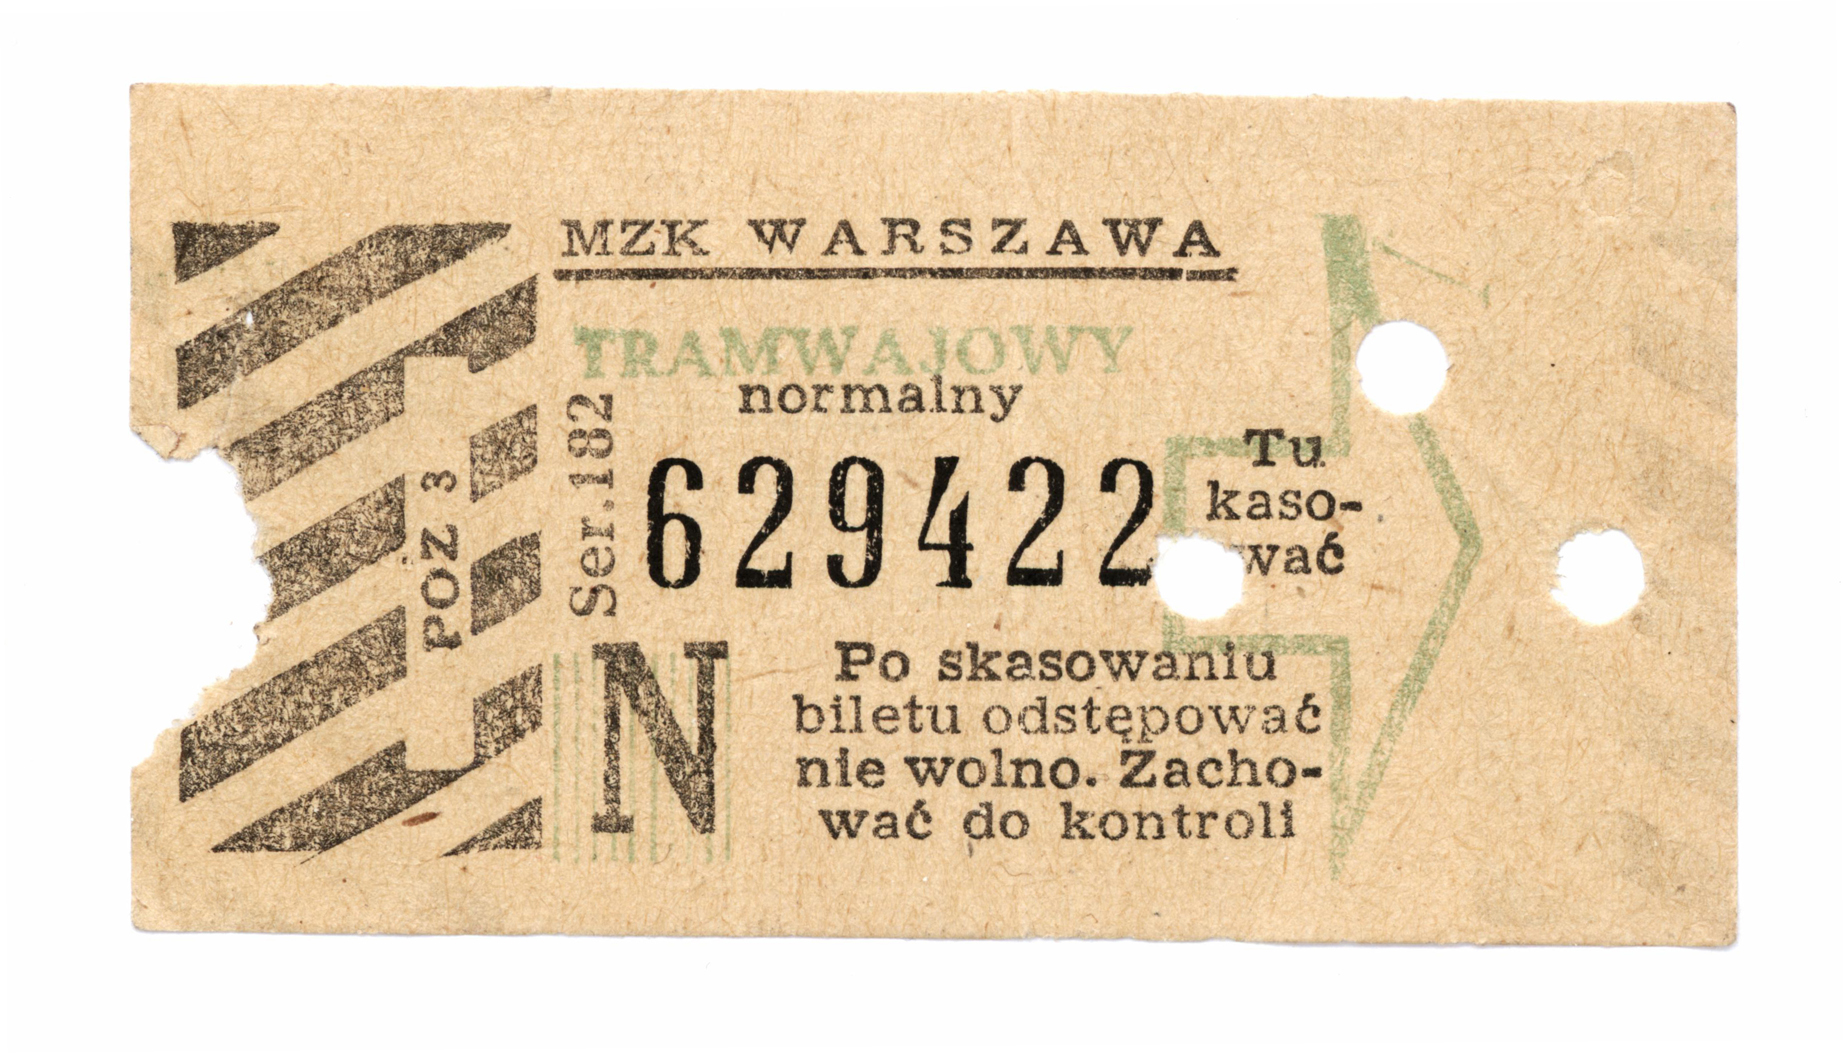 MZK WARSZAWA
TRAMWAJOWY
normalny
Ser.182
629422
POZ 3
Tu
kaso-
wać
N
Po skasowaniu
biletu odstępować
nie wolno. Zacho-
wać do kontroli